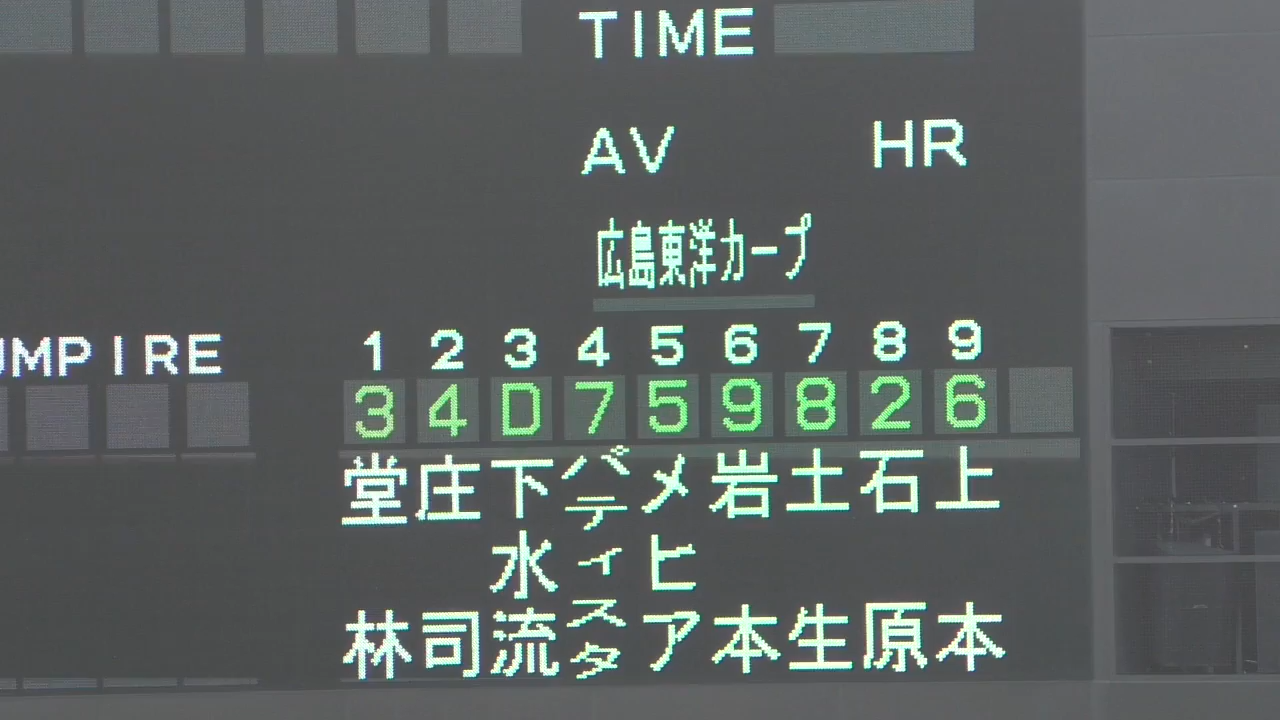 TIME
AV HR
広島東洋カープ
UMPIRE
1 2 3 4 5 6 7 8 9
3 4 D 7 5 9 8 2 6
堂林
庄司
下水流
バティスタ
メヒア
岩本
土生
石原
上本